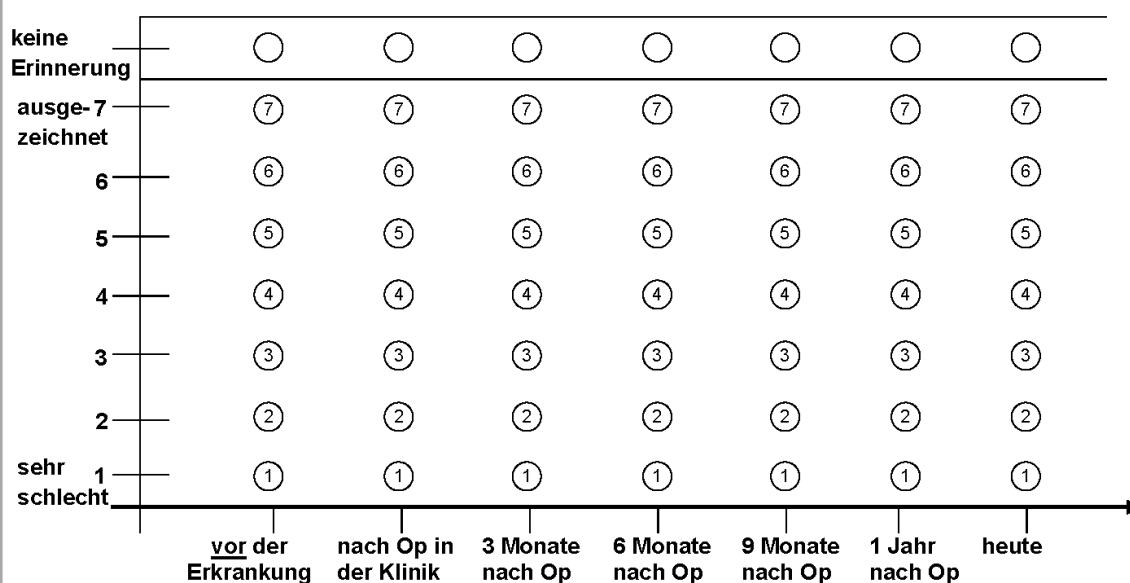 keine
Erinnerung
ausge- 7 7 7 7 7 7 7 7
zeichnet
6 6 6 6 6 6 6 6
5 5 5 5 5 5 5 5
4 4 4 4 4 4 4 4
3 3 3 3 3 3 3 3
2 2 2 2 2 2 2 2
sehr 1 1 1 1 1 1 1 1
schlecht
vor der
Erkrankung
nach Op in
der Klinik
3 Monate
nach Op
6 Monate
nach Op
9 Monate
nach Op
1 Jahr
nach Op
heute